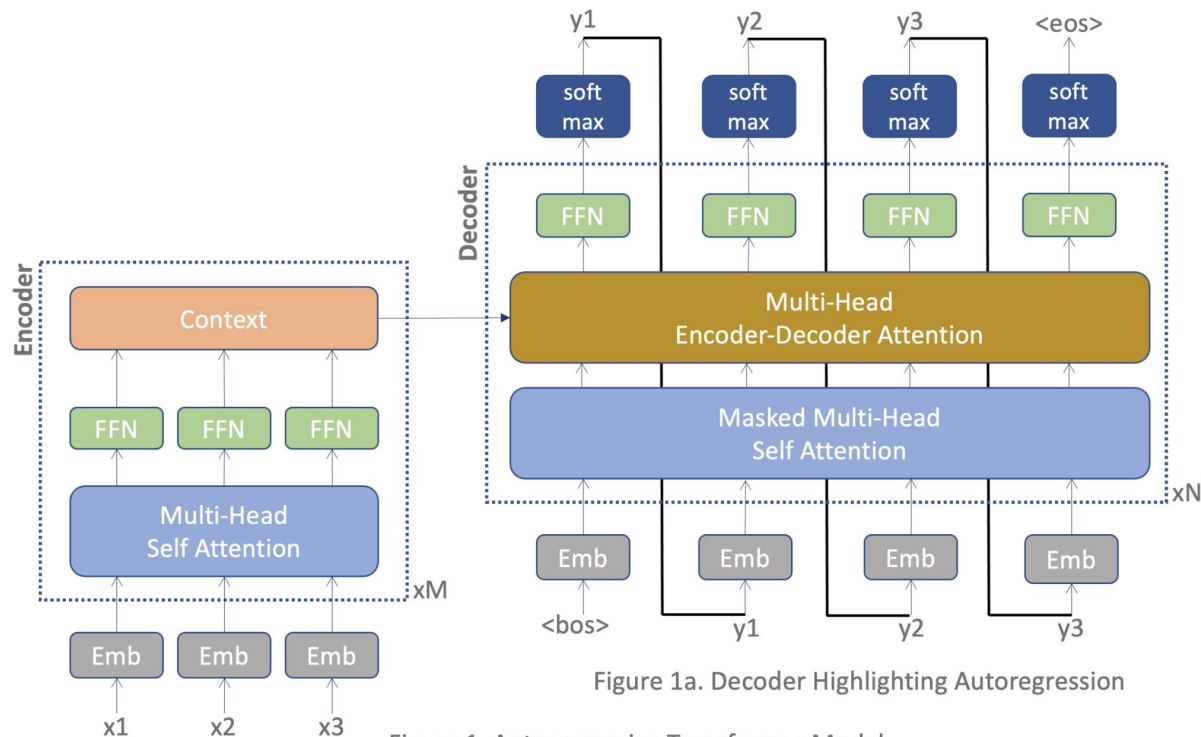 y1 y2 y3 <eos>
soft max
soft max
soft max
soft max
Decoder
FFN FFN FFN FFN
Encoder
Context
Multi-Head
Encoder-Decoder Attention
FFN FFN FFN
Masked Multi-Head
Self Attention
xN
Multi-Head
Self Attention
xM
Emb Emb Emb Emb
<bos> y1 y2 y3
Emb Emb Emb
Figure 1a. Decoder Highlighting Autoregression
x1 x2 x3